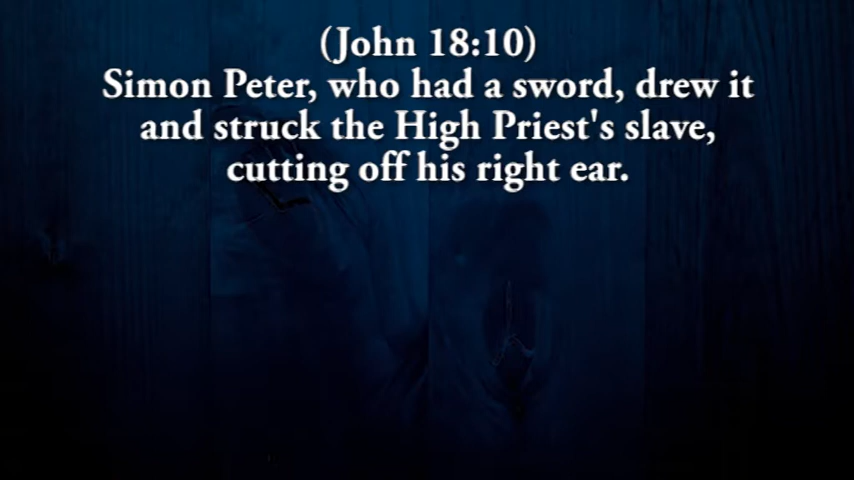 (John 18:10)
Simon Peter, who had a sword, drew it
and struck the High Priest's slave,
cutting off his right ear.